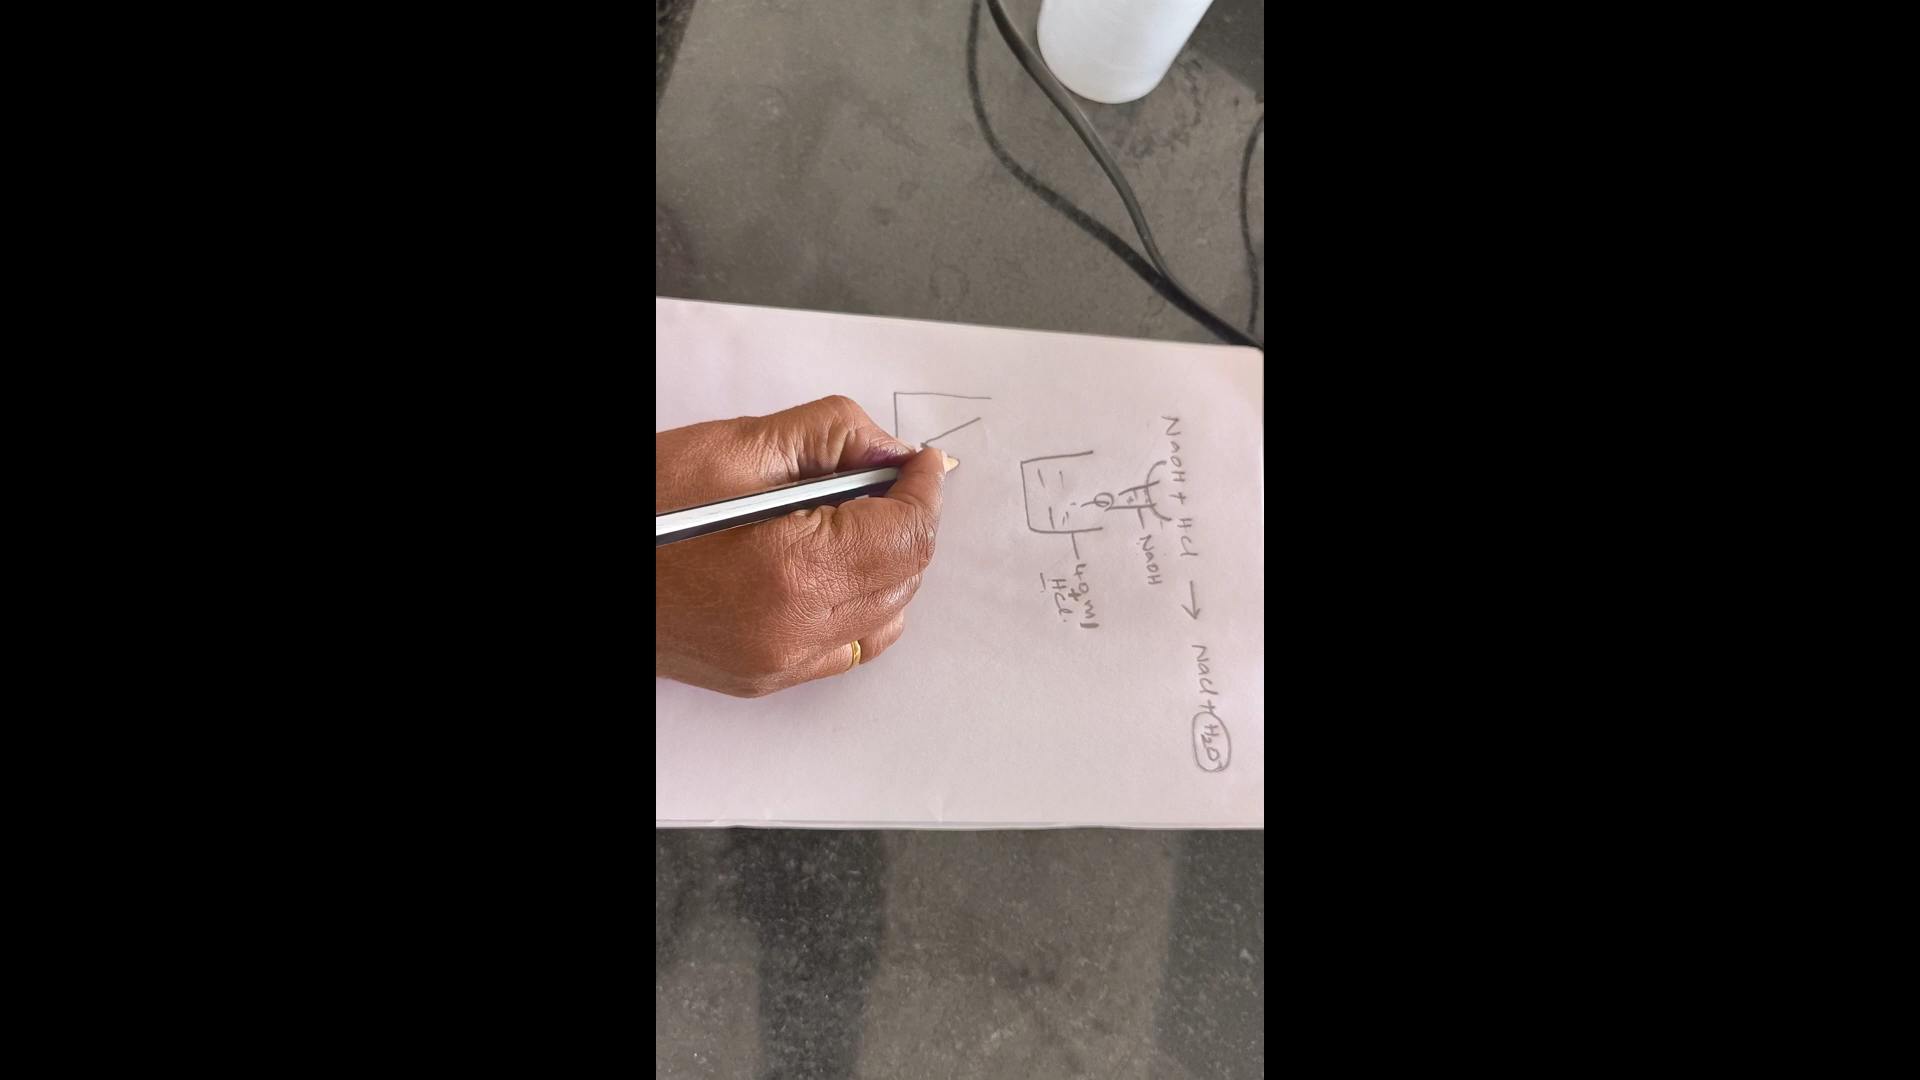 NaOH + HCl → NaCl + H₂O
NaOH
40ml
HCl.